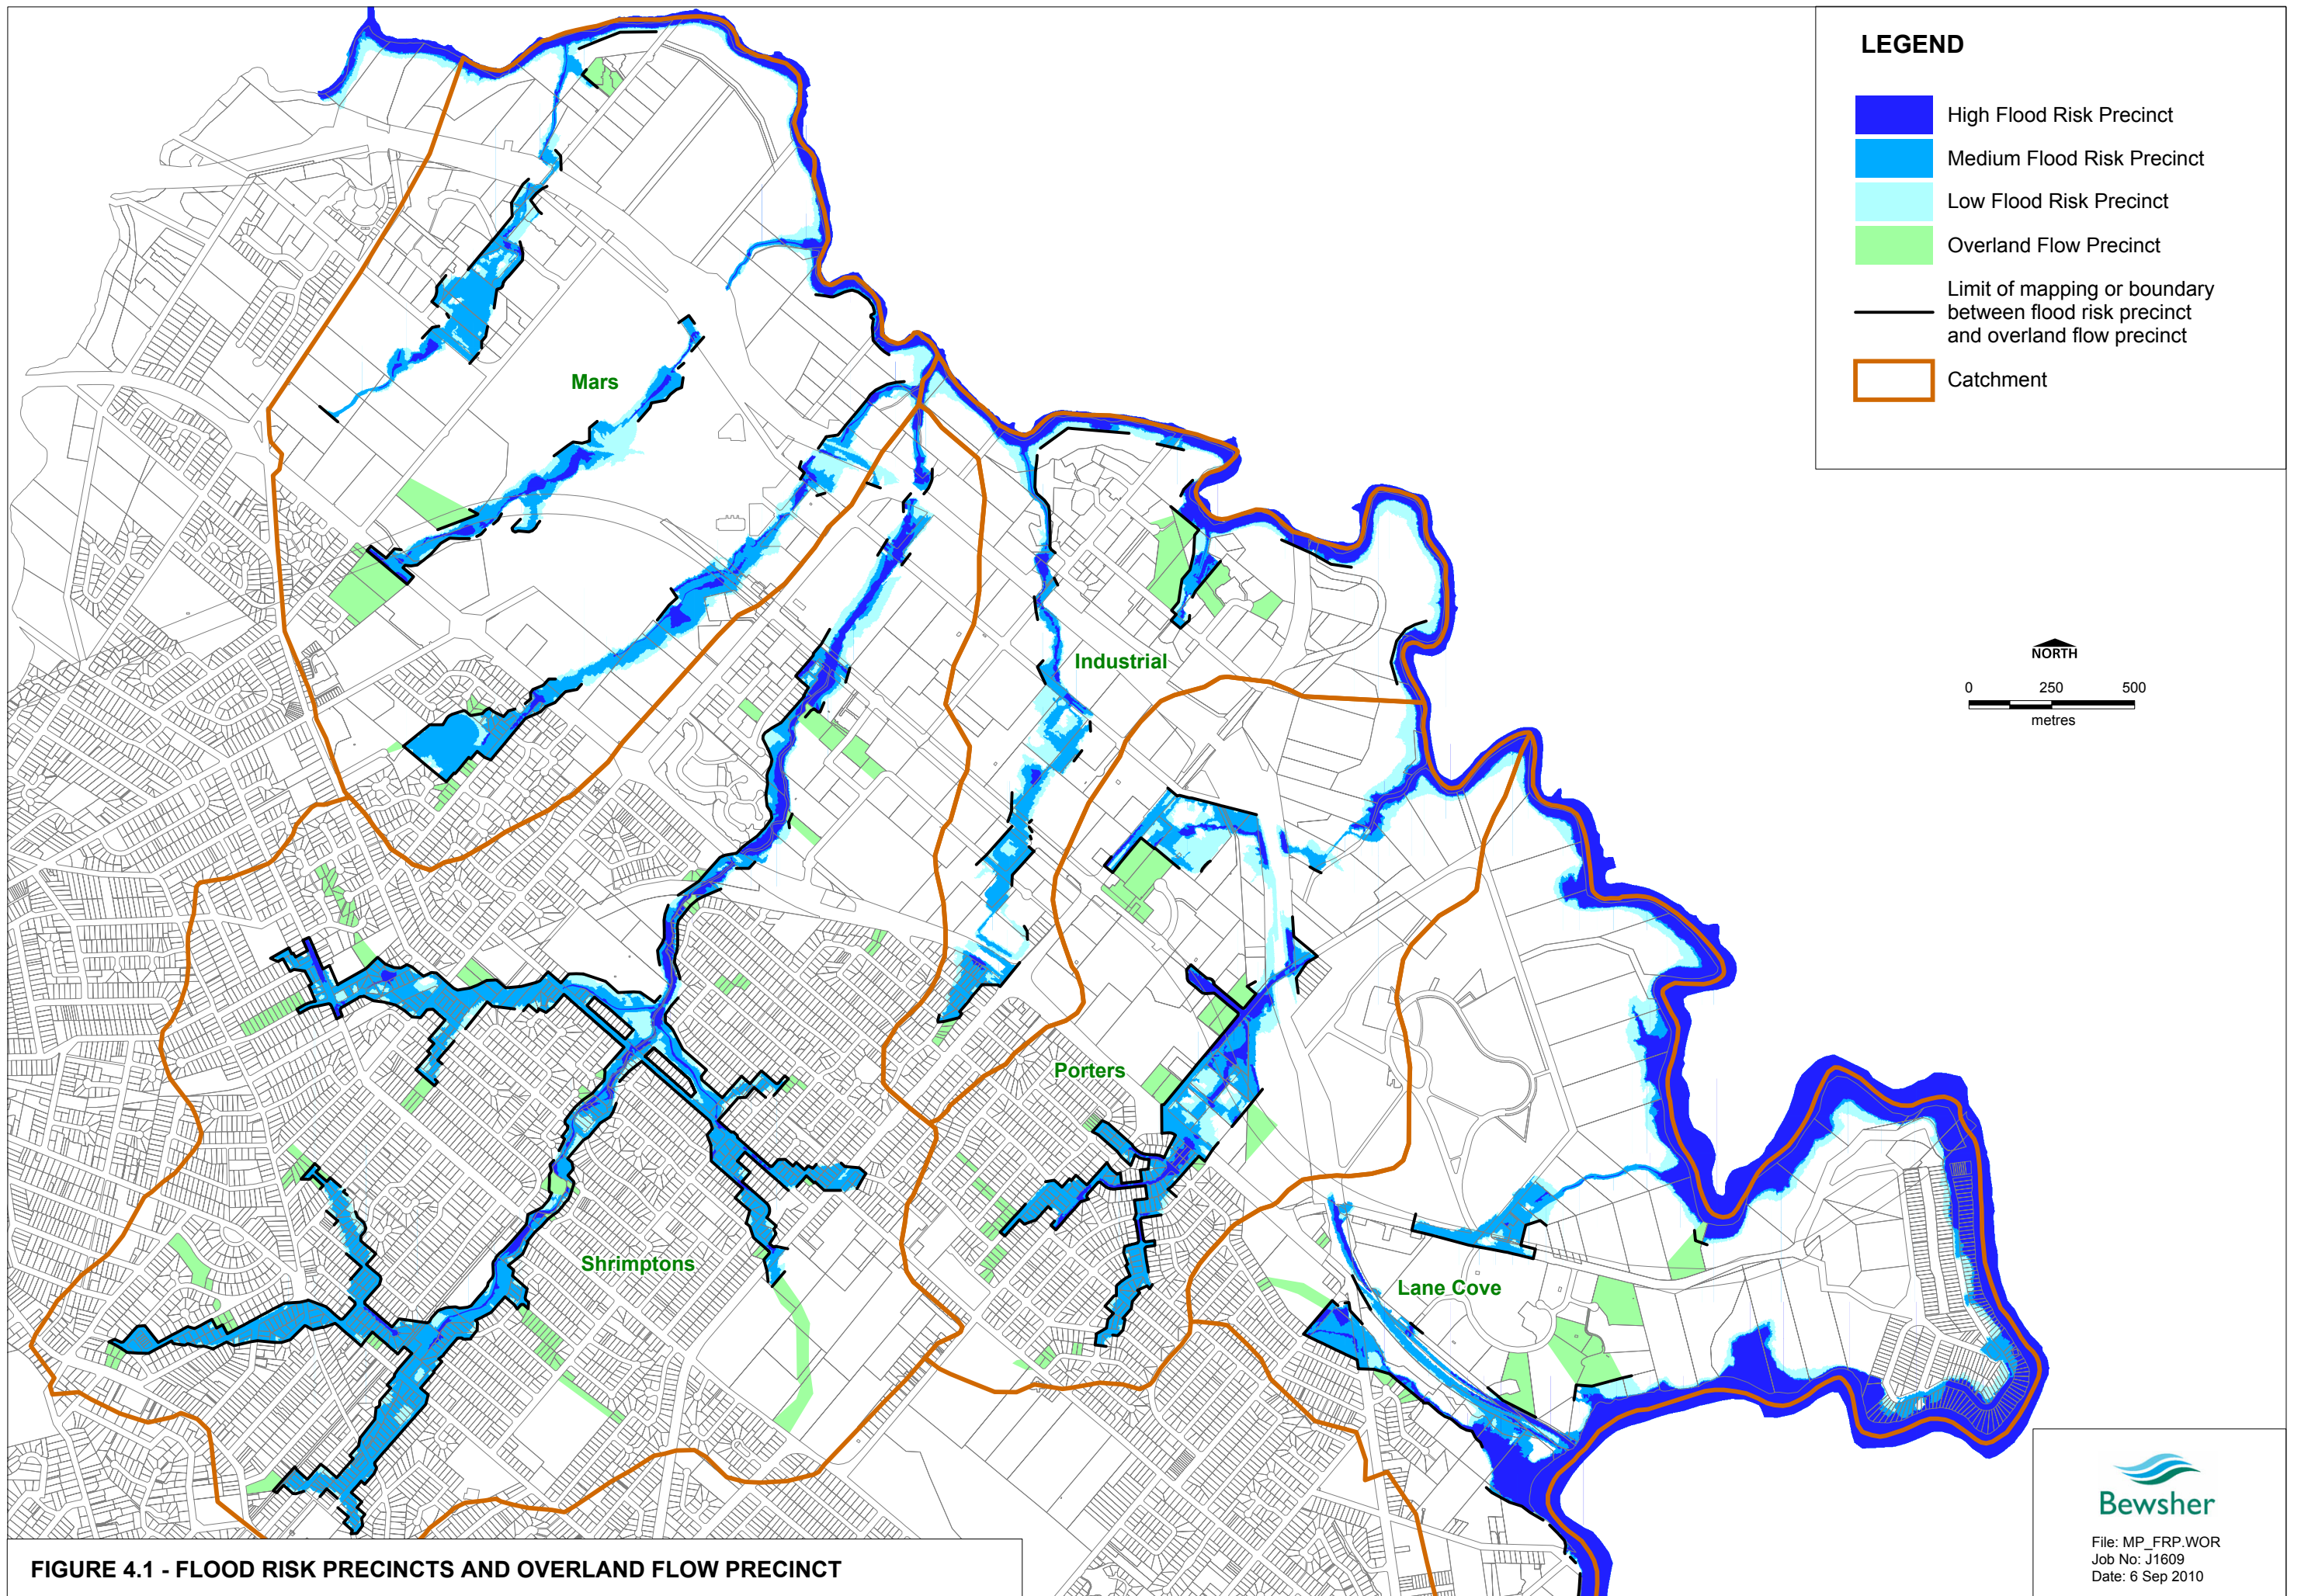 LEGEND
High Flood Risk Precinct
Medium Flood Risk Precinct
Low Flood Risk Precinct
Overland Flow Precinct
Limit of mapping or boundary
between flood risk precinct
and overland flow precinct
Catchment
Mars
Industrial
Porters
Shrimptons
Lane Cove
NORTH
0 250 500
metres
Bewsher
File: MP_FRP.WOR
Job No: J1609
Date: 6 Sep 2010
FIGURE 4.1 - FLOOD RISK PRECINCTS AND OVERLAND FLOW PRECINCT